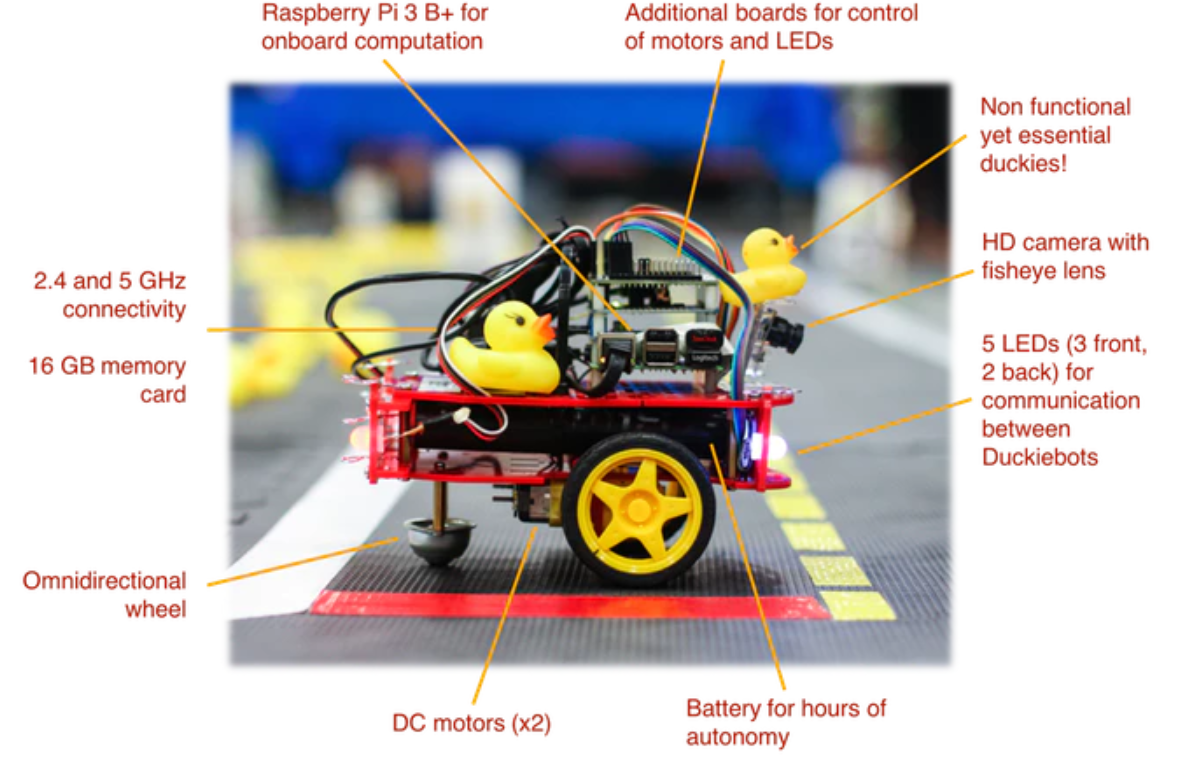 Raspberry Pi 3 B+ for
onboard computation
Additional boards for control
of motors and LEDs
Non functional
yet essential
duckies!
HD camera with
fisheye lens
2.4 and 5 GHz
connectivity
16 GB memory
card
5 LEDs (3 front,
2 back) for
communication
between
Duckiebots
Omnidirectional
wheel
DC motors (x2)
Battery for hours of
autonomy
SanDisk
Logitech